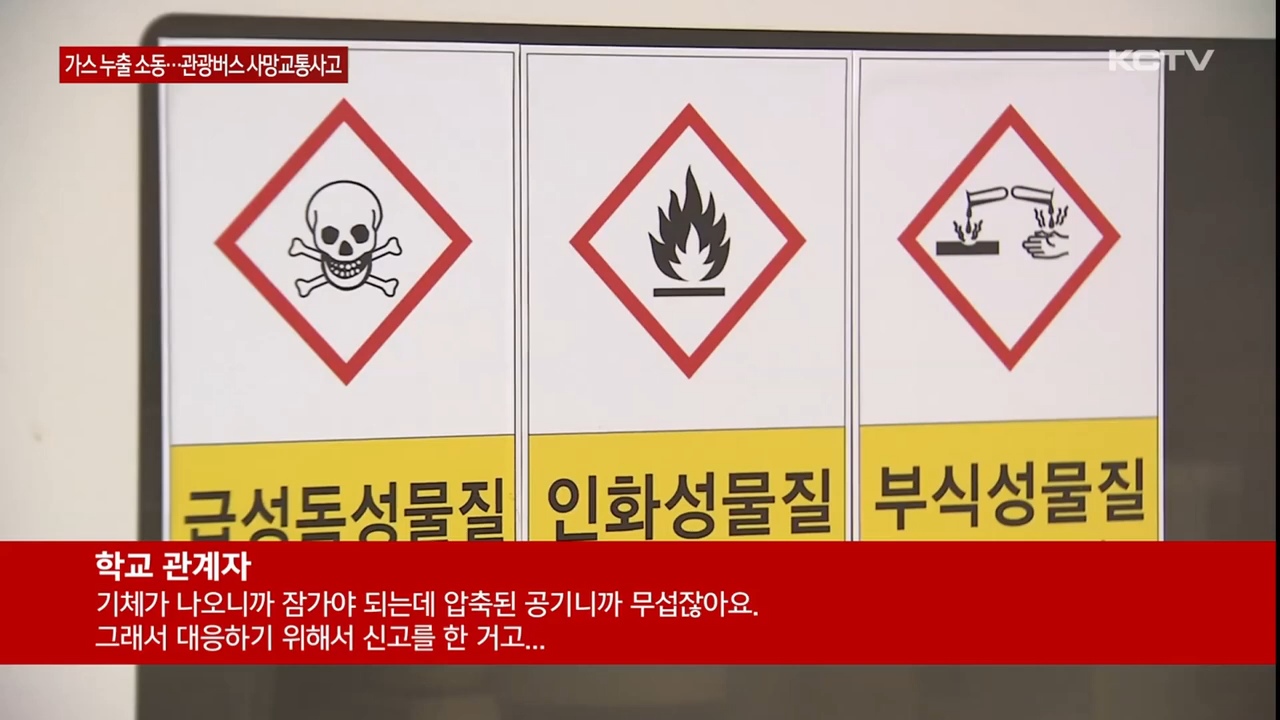 가스 누출 소동…관광버스 사망교통사고
KCTV
급성독성물질
인화성물질
부식성물질
학교 관계자
기체가 나오니까 잠가야 되는데 압축된 공기니까 무섭잖아요.
그래서 대응하기 위해서 신고를 한 거고...